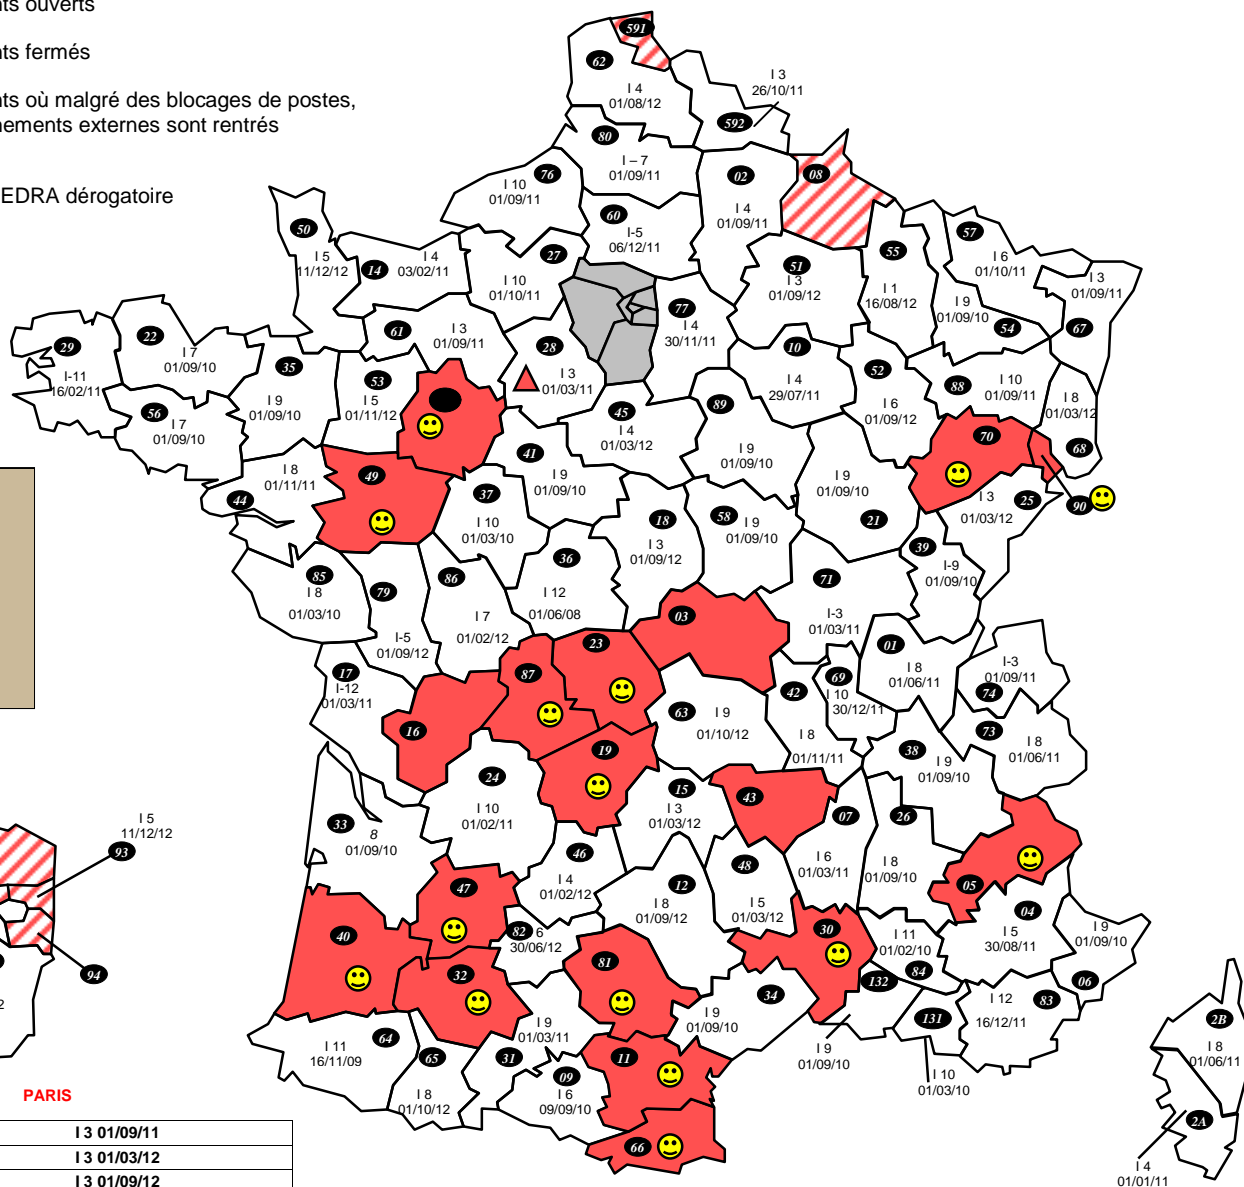 nts ouverts
nts fermés
nts où malgré des blocages de postes,
nements externes sont rentrés
EDRA dérogatoire
591
62
I 4
01/08/12
I 3
26/10/11
592
80
I – 7
01/09/11
76
I 10
01/09/11
02
I 4
01/09/11
08
60
I-5
06/12/11
50
I 5
11/12/12
14
I 4
03/02/11
27
I 10
01/10/11
51
I 3
01/09/12
55
I 1
16/08/12
57
I 6
01/10/11
I 3
01/09/11
67
I 9
01/09/10
54
77
I 4
30/11/11
61
I 3
01/09/11
28
I 3
01/03/11
22
I 7
01/09/10
29
I-11
16/02/11
35
I 9
01/09/10
53
I 5
01/11/12
56
I 7
01/09/10
10
I 4
29/07/11
52
I 6
01/09/12
88
I 10
01/09/11
I 8
01/03/12
68
45
I 4
01/03/12
89
I 9
01/09/10
70
90
41
I 9
01/09/10
I 8
01/11/11
44
49
37
I 10
01/03/10
18
I 3
01/09/12
58
I 9
01/09/10
I 9
01/09/10
21
I 3
25
01/03/12
39
I-9
01/09/10
36
I 12
01/06/08
85
I 8
01/03/10
79
I-5
01/09/12
86
I 7
01/02/12
71
I-3
01/03/11
03
23
87
01
I 8
01/06/11
I-3
01/09/11
74
17
I-12
01/03/11
16
63
I 9
01/10/12
42
I 8
01/11/11
69
I 10
30/12/11
73
I 8
01/06/11
38
I 9
01/09/10
19
24
I 10
01/02/11
15
I 3
01/03/12
43
07
I 6
01/03/11
26
I 8
01/09/10
05
33
8
01/09/10
I 5
11/12/12
93
94
46
I 4
01/02/12
12
I 8
01/09/12
48
I 5
01/03/12
47
82
6
30/06/12
40
32
81
30
I 11
01/02/10
84
04
I 5
30/08/11
I 9
01/09/10
06
132
I 9
01/09/10
131
I 10
01/03/10
I 12
83
16/12/11
34
I 9
01/09/10
I 9
01/03/11
31
64
I 11
16/11/09
65
I 8
01/10/12
09
I 6
09/09/10
11
66
2B
I 8
01/06/11
2A
I 4
01/01/11
2
PARIS
I 3 01/09/11
I 3 01/03/12
I 3 01/09/12